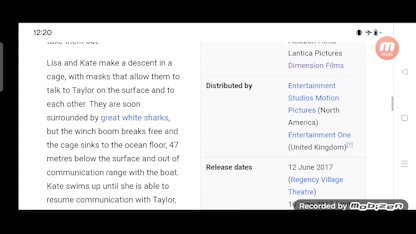 12:20
take them out.
Lisa and Kate make a descent in a
cage, with masks that allow them to
talk to Taylor on the surface and to
each other. They are soon
surrounded by great white sharks,
but the winch boom breaks free and
the cage sinks to the ocean floor, 47
metres below the surface and out of
communication range with the boat.
Kate swims up until she is able to
resume communication with Taylor,
Lantica Pictures
Dimension Films
Distributed by
Entertainment
Studios Motion
Pictures (North
America)
Entertainment One
(United Kingdom)[1]
Release dates
12 June 2017
(Regency Village
Theatre)
Recorded by Mobizen